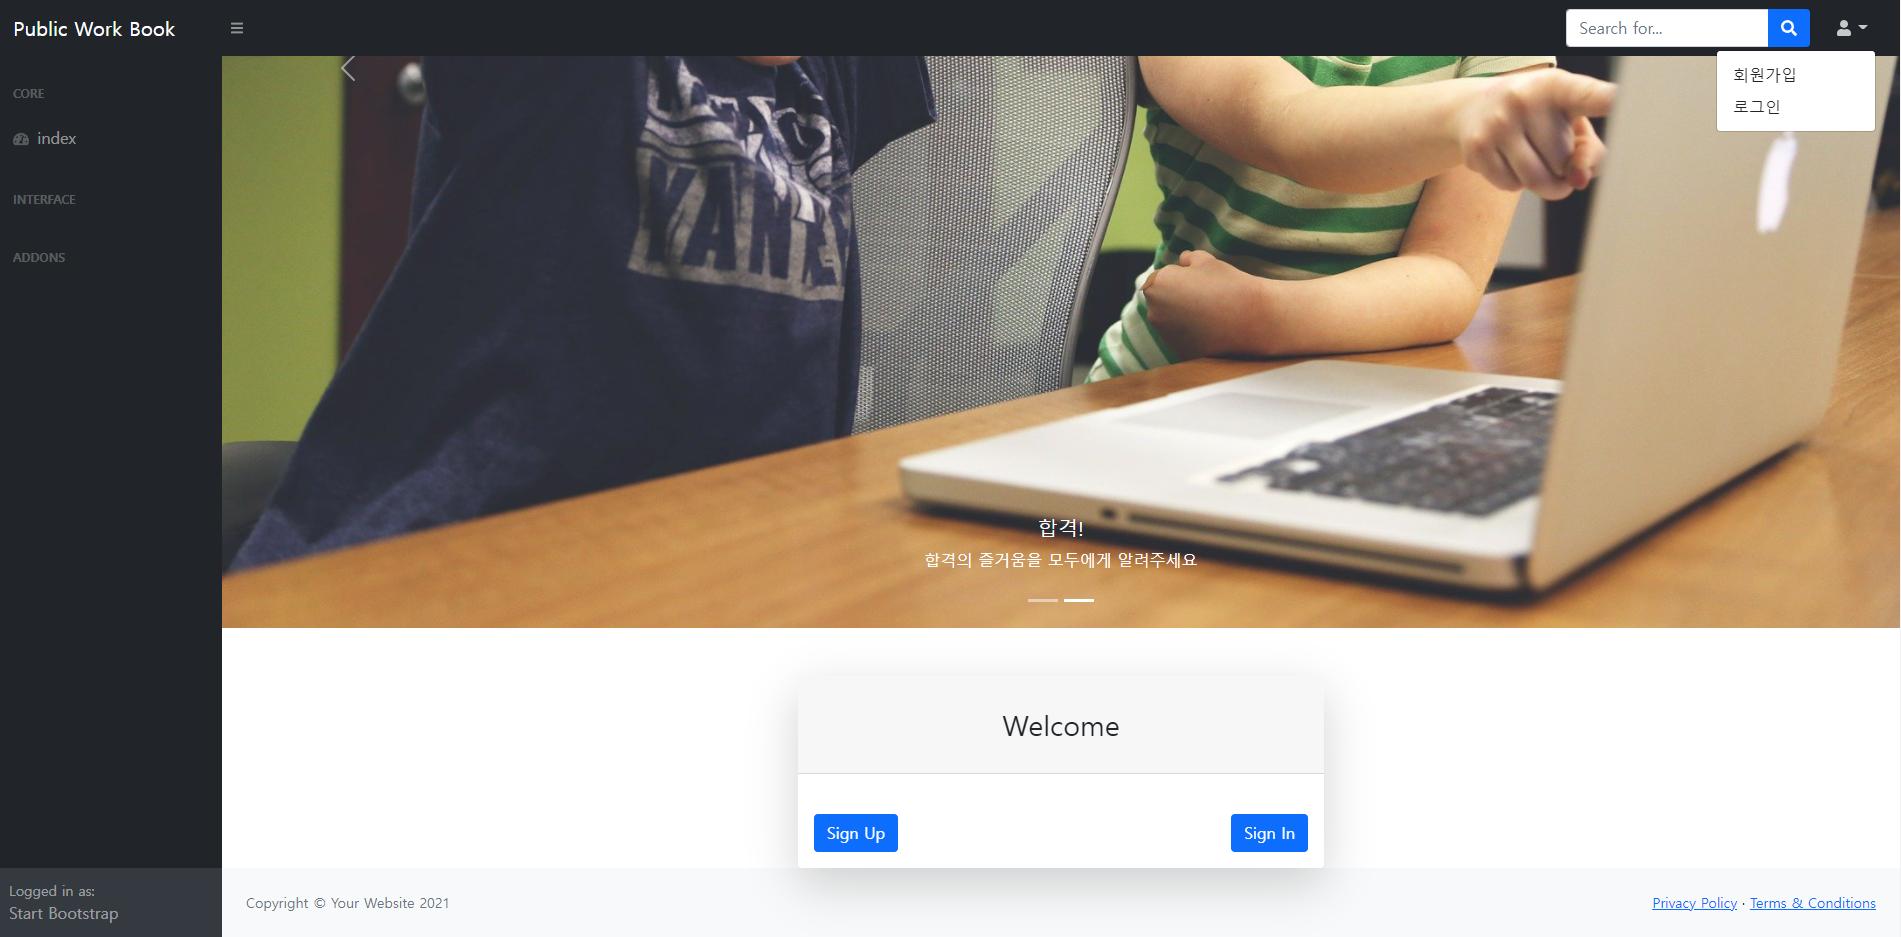 Public Work Book
Search for...
회원가입
로그인
CORE
index
INTERFACE
ADDONS
YANK
합격!
합격의 즐거움을 모두에게 알려주세요
Welcome
Sign Up
Sign In
Logged in as:
Start Bootstrap
Copyright © Your Website 2021
Privacy Policy · Terms & Conditions